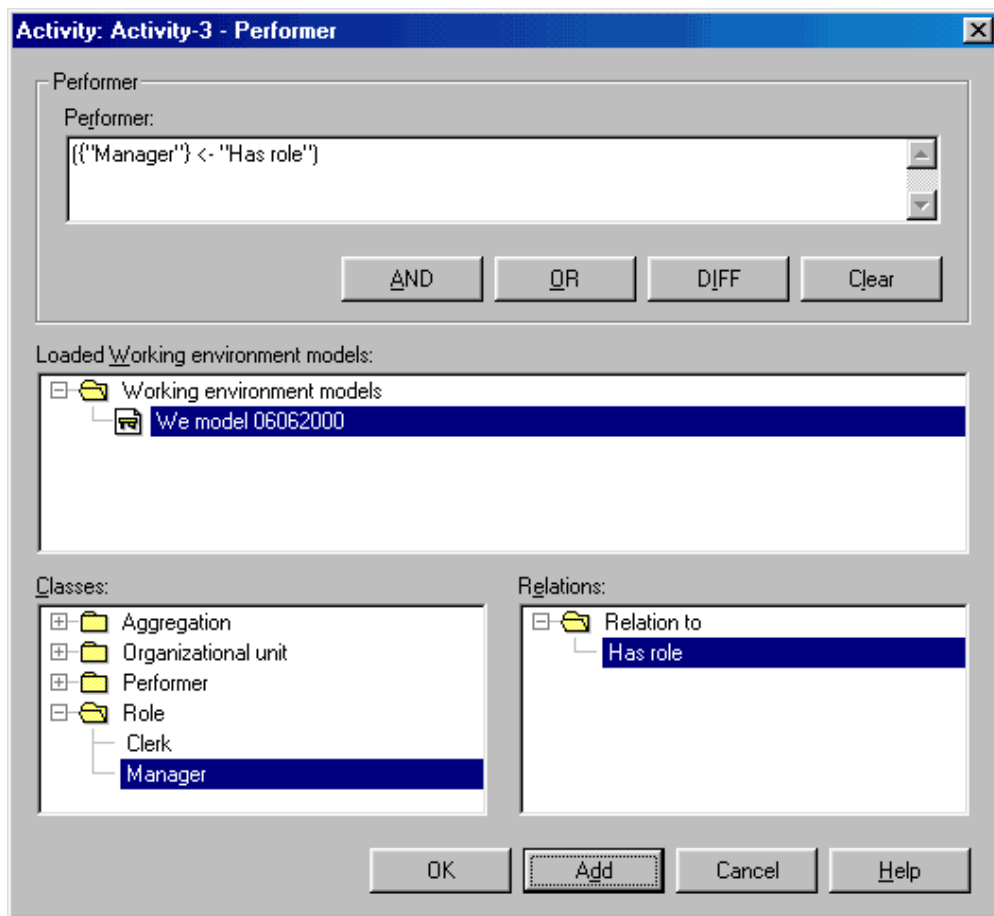 Activity: Activity-3 - Performer
Performer
Performer:
({"Manager"} <- "Has role")
AND OR DIFF Clear
Loaded Working environment models:
Working environment models
We model 06062000
Classes:
Aggregation
Organizational unit
Performer
Role
Clerk
Manager
Relations:
Relation to
Has role
OK Add Cancel Help